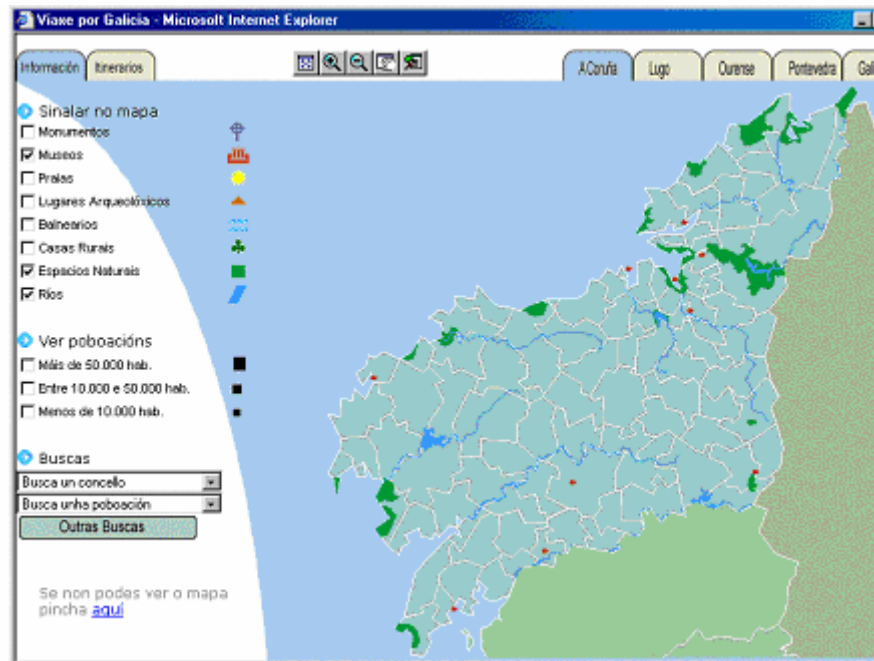 Viaxe por Galicia - Microsoft Internet Explorer
Información
Itinerarios
A Coruña
Lugo
Ourense
Pontevedra
Sinalar no mapa
Monumentos
Museos
Praias
Lugares Arqueolóxicos
Balnearios
Casas Rurais
Espacios Naturais
Ríos
Ver poboacións
Máis de 50.000 hab.
Entre 10.000 e 50.000 hab.
Menos de 10.000 hab.
Buscas
Busca un concello
Busca unha poboación
Outras Buscas
Se non podes ver o mapa
pincha aquí